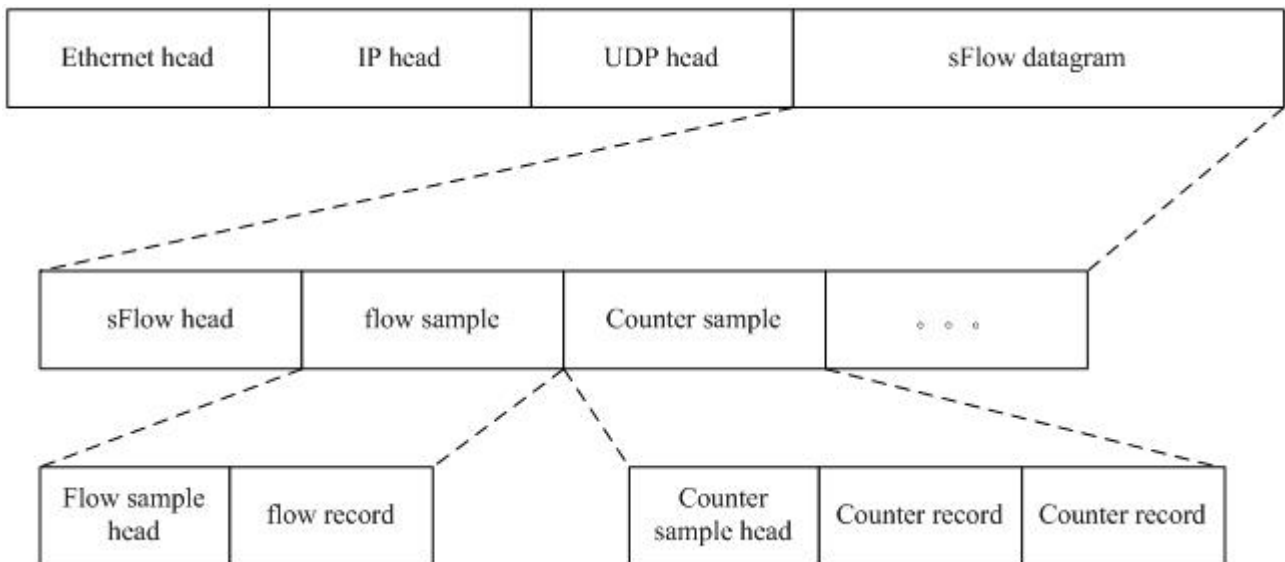 Ethernet head
IP head
UDP head
sFlow datagram
sFlow head
flow sample
Counter sample
。。。
Flow sample
head
flow record
Counter
sample head
Counter record
Counter record